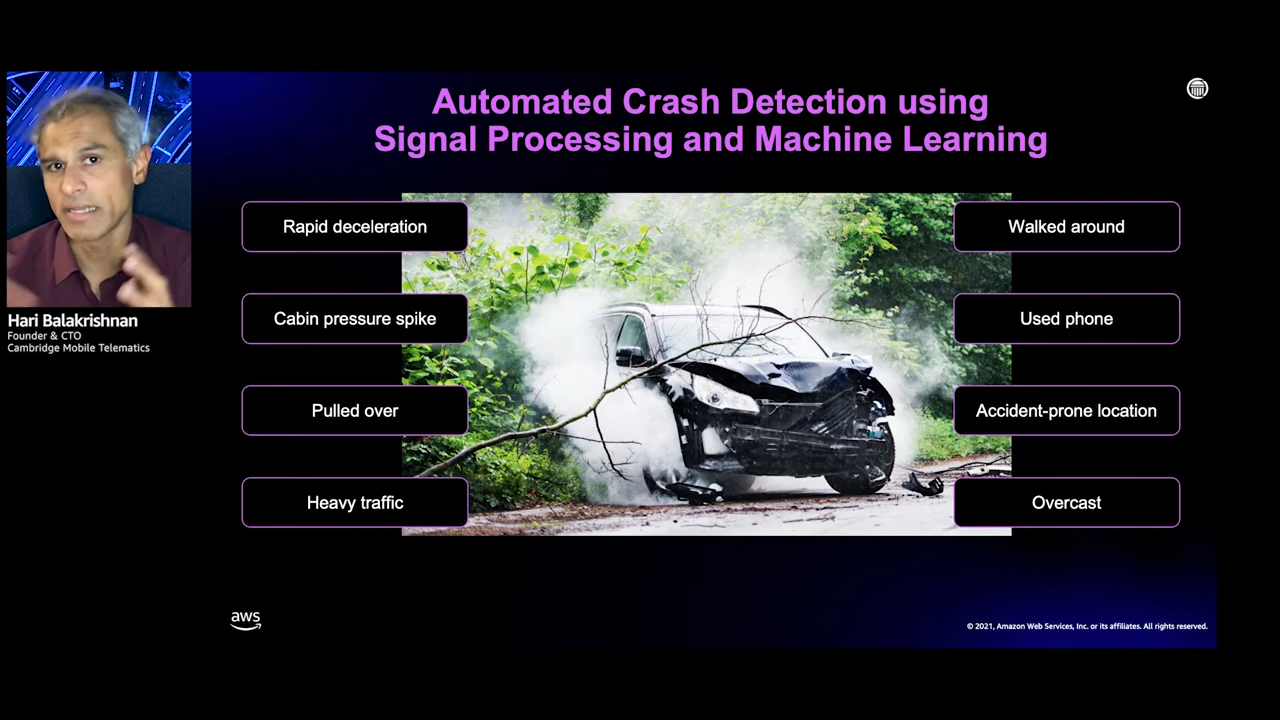 Automated Crash Detection using
Signal Processing and Machine Learning
Hari Balakrishnan
Founder & CTO
Cambridge Mobile Telematics
Rapid deceleration
Cabin pressure spike
Pulled over
Heavy traffic
Walked around
Used phone
Accident-prone location
Overcast
aws
© 2021, Amazon Web Services, Inc. or its affiliates. All rights reserved.